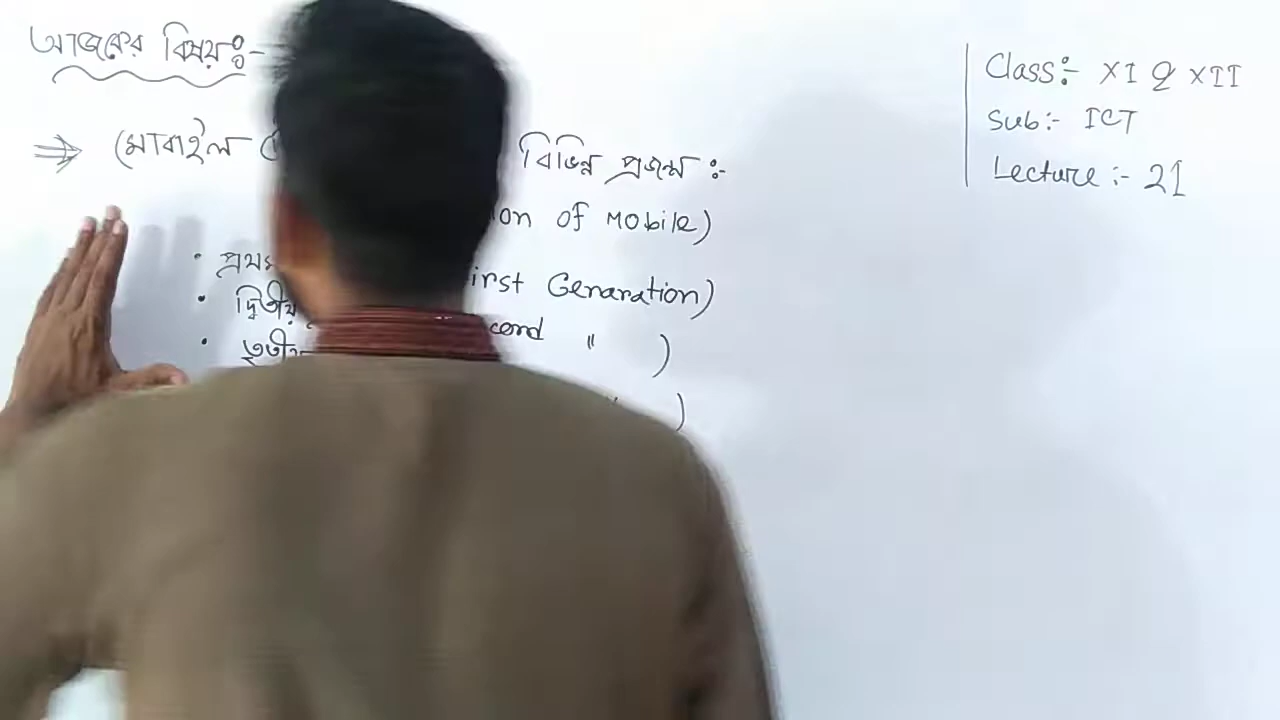 আজকের বিষয়ঃ-
⇒ মোবাইল বিভিন্ন প্রজন্ম :-
on of Mobile)
• প্রথম irst Genaration)
• দ্বিতীয় cond " )
• তৃতীয়
" )
Class:- XI & XII
Sub:- ICT
Lecture:- 21